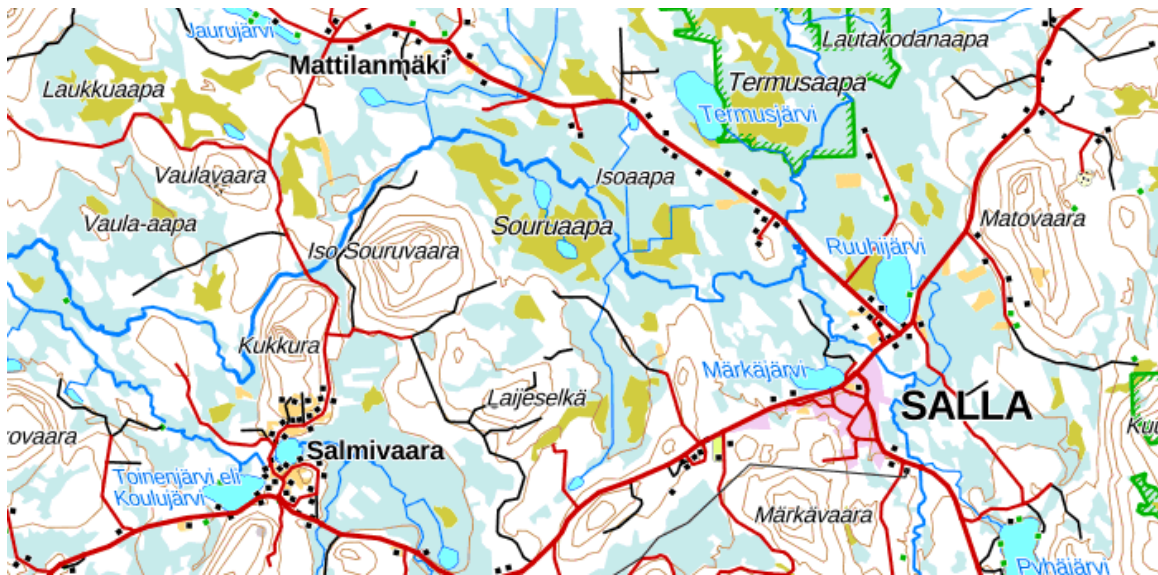 Jaurujärvi
Lautakodanaapa
Mattilanmäki
Termusaapa
Laukkuaapa
Termusjärvi
Vaulavaara
Isoaapa
Vaula-aapa
Souruaapa
Matovaara
Iso Souruvaara
Ruuhijärvi
Kukkura
Märkäjärvi
Laijeselkä
SALLA
rovaara
Kuu
Salmivaara
Toinenjärvi eli
Koulujärvi
Märkävaara
Pyhäjärvi